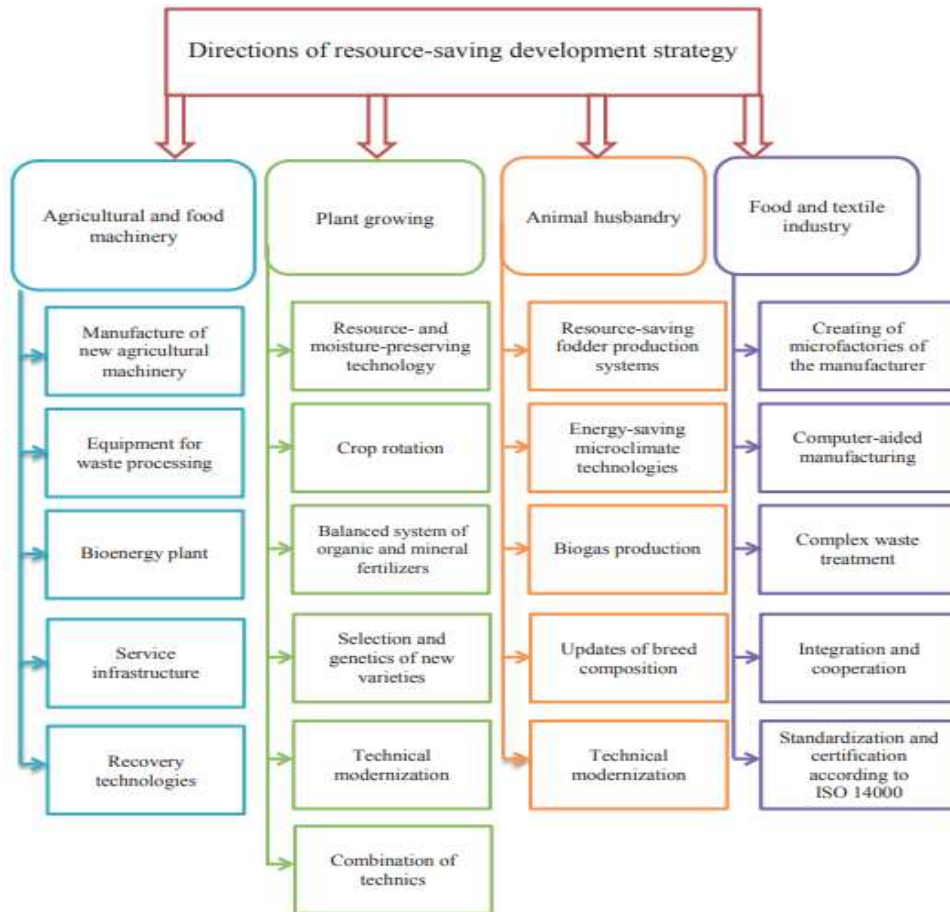 Directions of resource-saving development strategy
Agricultural and food
machinery
Manufacture of
new agricultural
machinery
Equipment for
waste processing
Bioenergy plant
Service
infrastructure
Recovery
technologies
Plant growing
Resource- and
moisture-preserving
technology
Crop rotation
Balanced system of
organic and mineral
fertilizers
Selection and
genetics of new
varieties
Technical
modernization
Combination of
technics
Animal husbandry
Resource-saving
fodder production
systems
Energy-saving
microclimate
technologies
Biogas production
Updates of breed
composition
Technical
modernization
Food and textile
industry
Creating of
microfactories of
the manufacturer
Computer-aided
manufacturing
Complex waste
treatment
Integration and
cooperation
Standardization and
certification
according to
ISO 14000